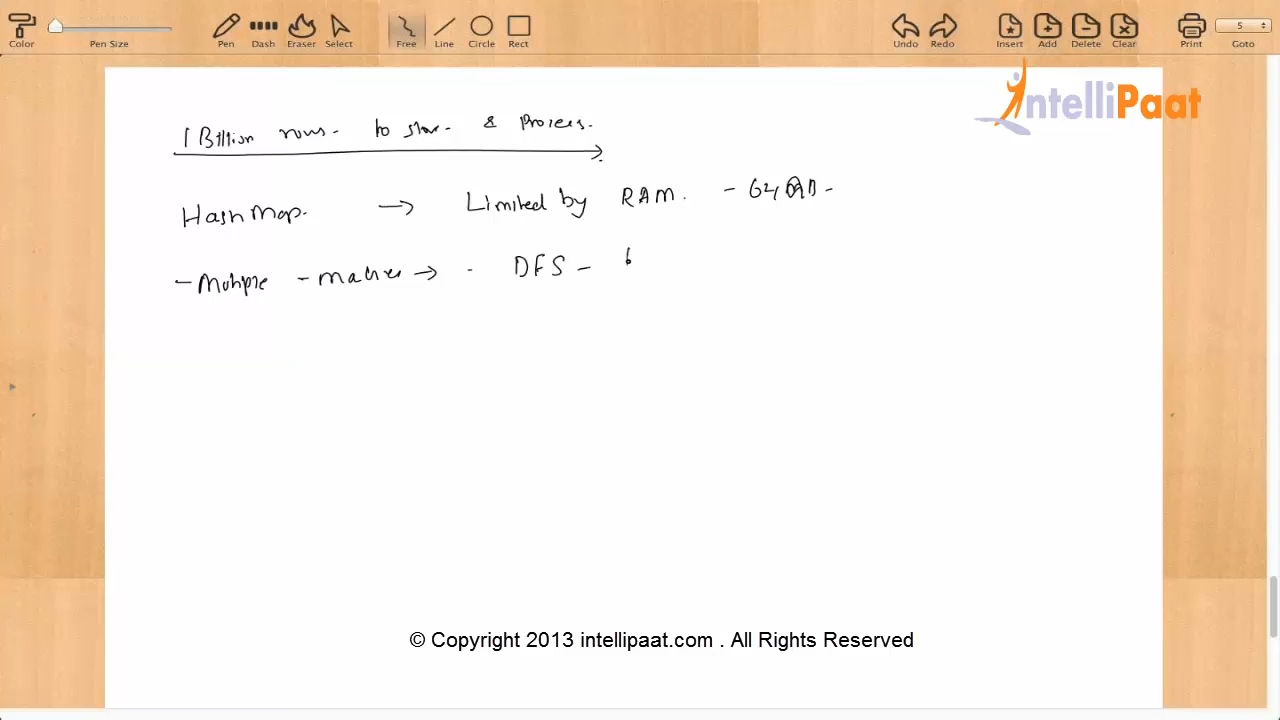 Color Pen Size Pen Dash Eraser Select Free Line Circle Rect Undo Redo Insert Add Delete Clear Print 5 Goto
IntelliPaat
1 Billion rows. to store. & Process.
HashMap. → Limited by RAM. - 64
- Multiple - machines → - DFS -
© Copyright 2013 intellipaat.com . All Rights Reserved